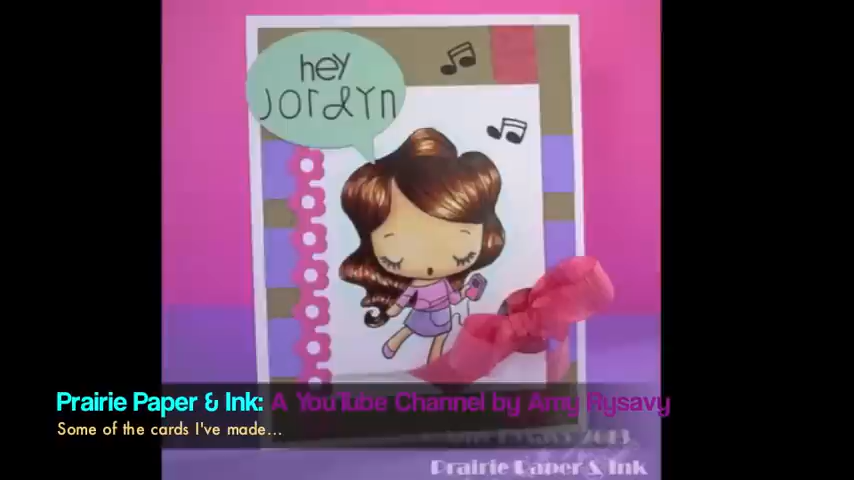 hey
JORdYN
Prairie Paper & Ink: A YouTube Channel by Amy Rysavy
Some of the cards I've made...
2013
Prairie Paper & Ink